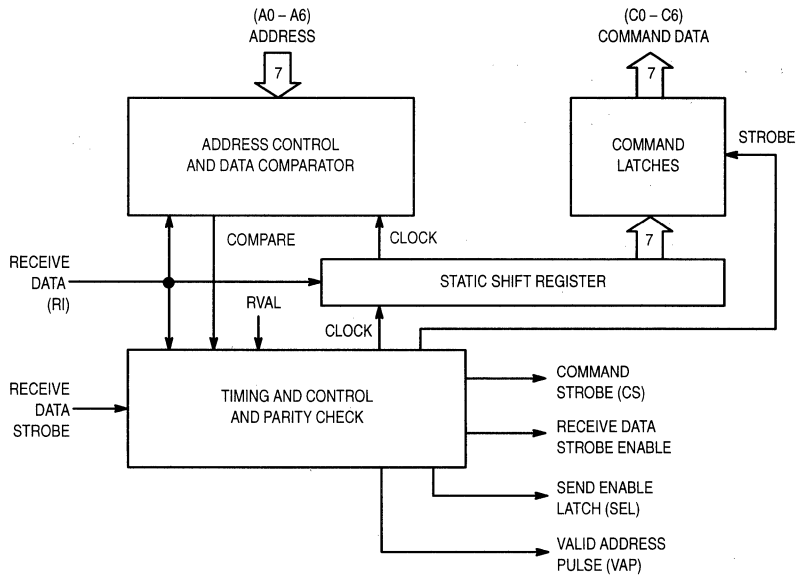 (A0 – A6)
ADDRESS
7
(C0 – C6)
COMMAND DATA
7
ADDRESS CONTROL
AND DATA COMPARATOR
COMMAND
LATCHES
STROBE
COMPARE
CLOCK
7
RECEIVE
DATA
(RI)
STATIC SHIFT REGISTER
RVAL
CLOCK
RECEIVE
DATA
STROBE
TIMING AND CONTROL
AND PARITY CHECK
COMMAND
STROBE (CS)
RECEIVE DATA
STROBE ENABLE
SEND ENABLE
LATCH (SEL)
VALID ADDRESS
PULSE (VAP)